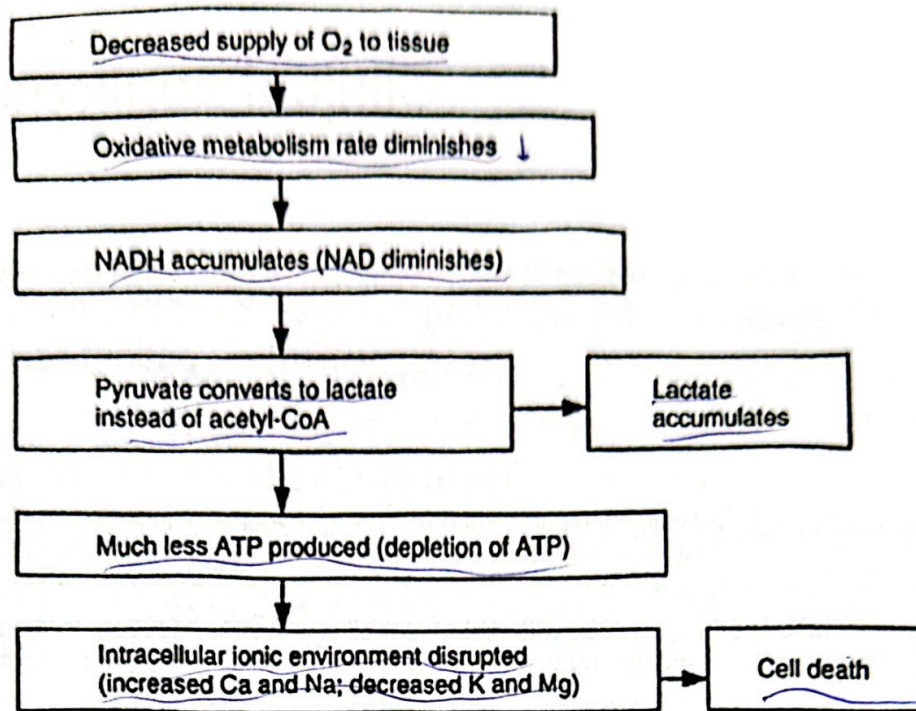 Decreased supply of O₂ to tissue
Oxidative metabolism rate diminishes ↓
NADH accumulates (NAD diminishes)
Pyruvate converts to lactate
instead of acetyl-CoA
Lactate
accumulates
Much less ATP produced (depletion of ATP)
Intracellular ionic environment disrupted
(increased Ca and Na; decreased K and Mg)
Cell death